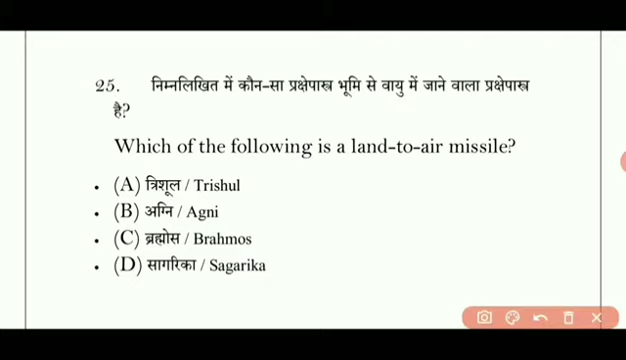 25. निम्नलिखित में कौन-सा प्रक्षेपास्त्र भूमि से वायु में जाने वाला प्रक्षेपास्त्र
है?
Which of the following is a land-to-air missile?
• (A) त्रिशूल / Trishul
• (B) अग्नि / Agni
• (C) ब्रह्मोस / Brahmos
• (D) सागरिका / Sagarika